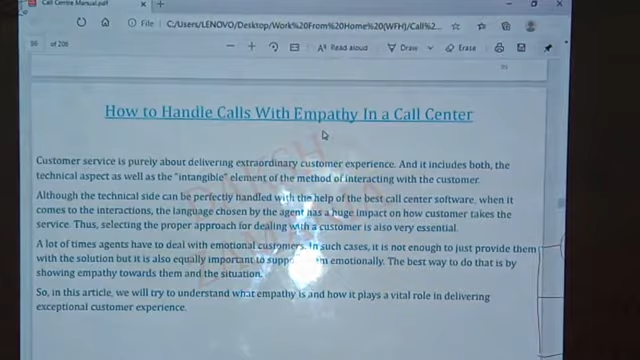 Call Centre Manual.pdf
File
C:/Users/LENOVO/Desktop/Work%20From%20Home%20(WFH)/Call%2...
of 206
Read aloud
Draw
Erase
How to Handle Calls With Empathy In a Call Center
Customer service is purely about delivering extraordinary customer experience. And it includes both, the
technical aspect as well as the "intangible" element of the method of interacting with the customer.
Although the technical side can be perfectly handled with the help of the best call center software, when it
comes to the interactions, the language chosen by the agent has a huge impact on how customer takes the
service. Thus, selecting the proper approach for dealing with a customer is also very essential.
A lot of times agents have to deal with emotional customers. In such cases, it is not enough to just provide them
with the solution but it is also equally important to support them emotionally. The best way to do that is by
showing empathy towards them and the situation.
So, in this article, we will try to understand what empathy is and how it plays a vital role in delivering
exceptional customer experience.